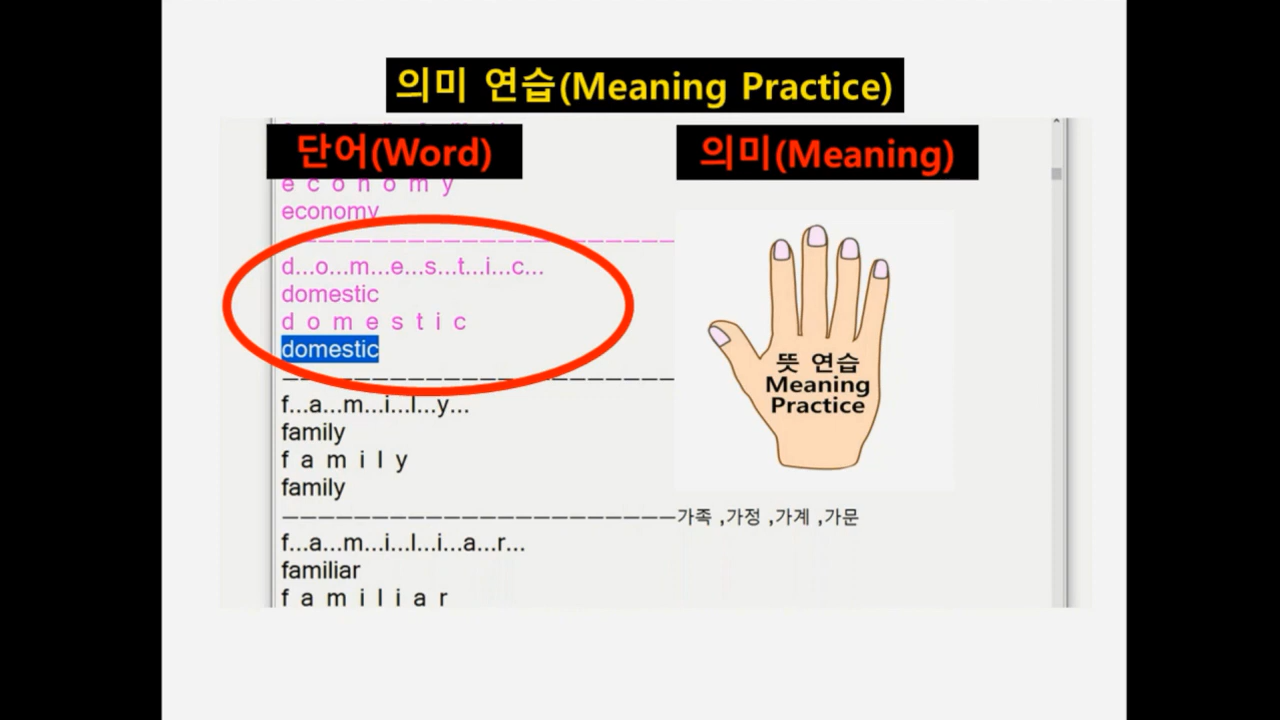 의미 연습(Meaning Practice)
단어(Word)
의미(Meaning)
e c o n o m y
economy
————————————————————
d...o...m...e...s...t...i...c...
domestic
d o m e s t i c
domestic
————————————————————
f...a...m...i...l...y...
family
f a m i l y
family
————————————————————가족 ,가정 ,가계 ,가문
f...a...m...i...l...i...a...r...
familiar
f a m i l i a r
뜻 연습
Meaning
Practice